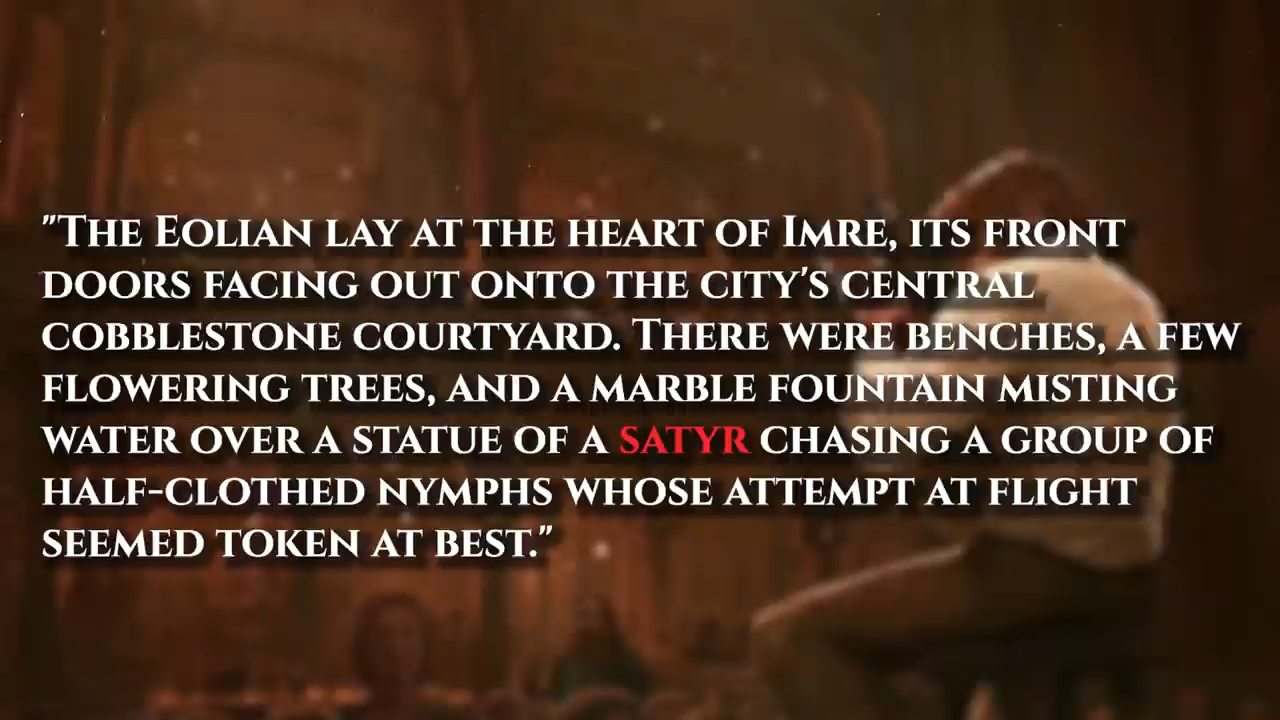 "The Eolian lay at the heart of Imre, its front
doors facing out onto the city's central
cobblestone courtyard. There were benches, a few
flowering trees, and a marble fountain misting
water over a statue of a satyr chasing a group of
half-clothed nymphs whose attempt at flight
seemed token at best."